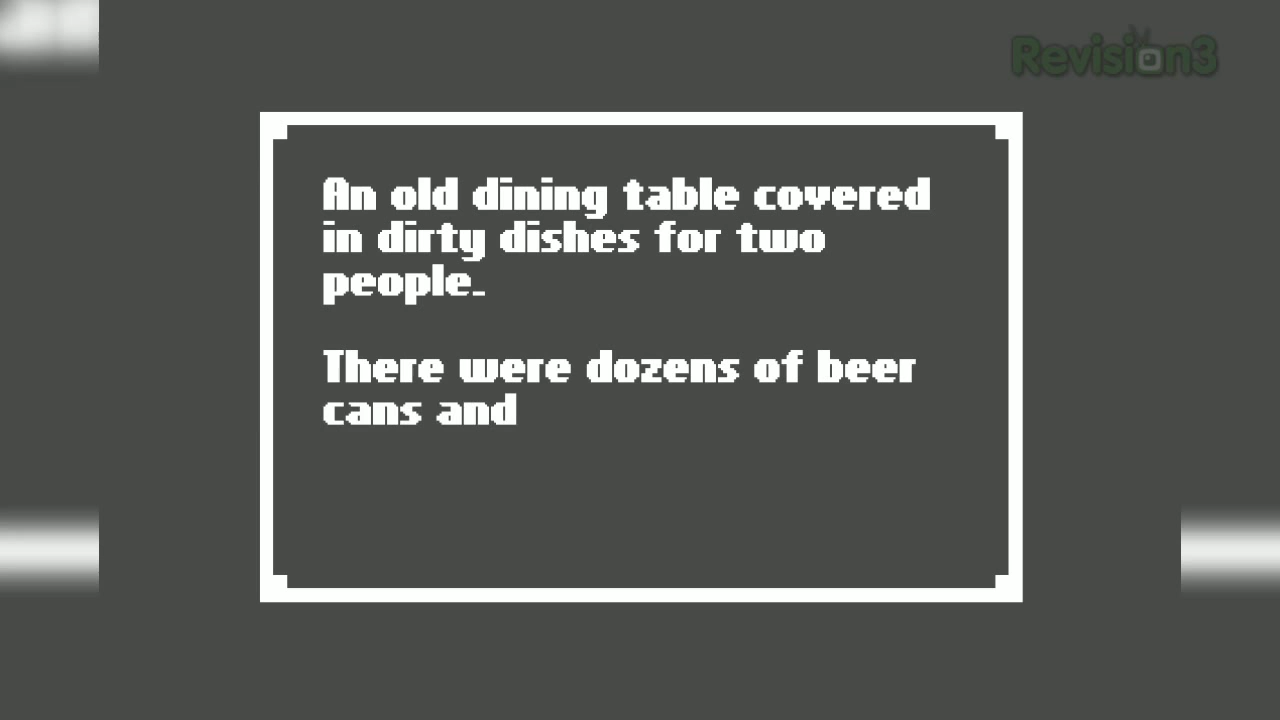 Revision3
An old dining table covered
in dirty dishes for two
people.
There were dozens of beer
cans and